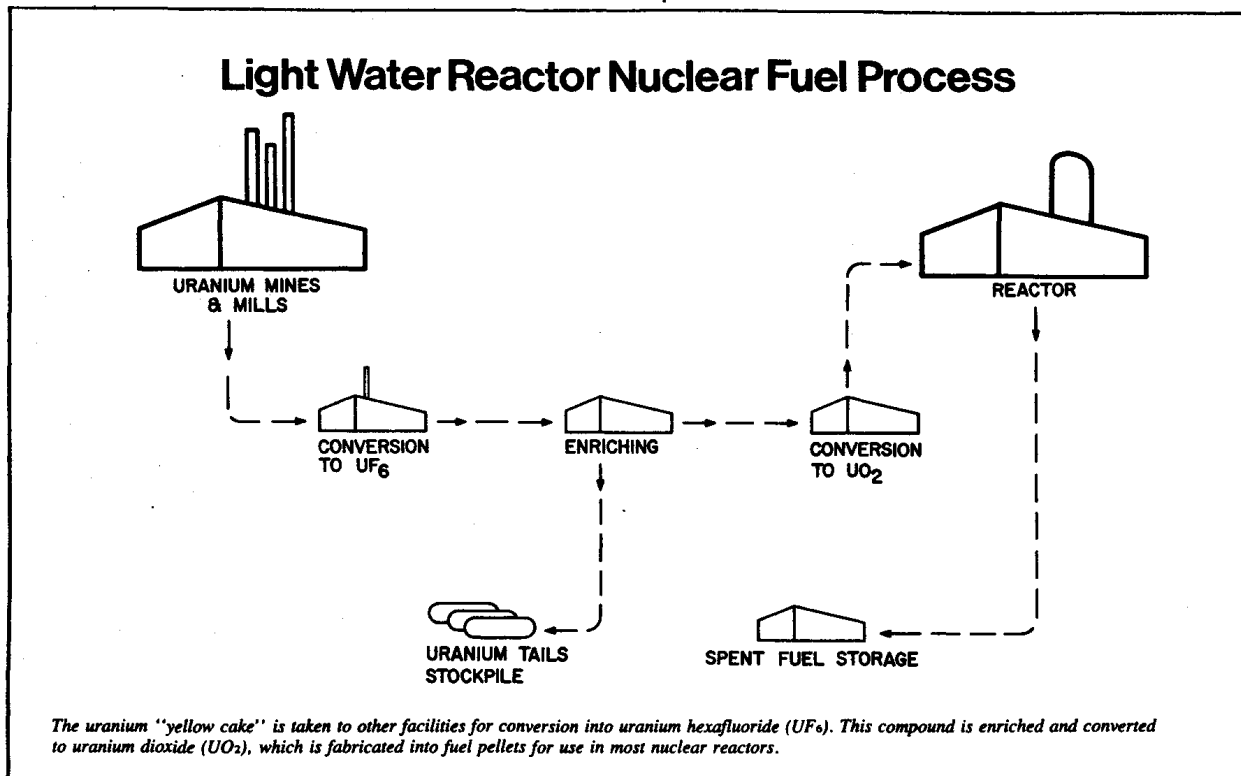 Light Water Reactor Nuclear Fuel Process
URANIUM MINES
& MILLS
REACTOR
CONVERSION
TO UF₆
ENRICHING
CONVERSION
TO UO₂
URANIUM TAILS
STOCKPILE
SPENT FUEL STORAGE
The uranium "yellow cake" is taken to other facilities for conversion into uranium hexafluoride (UF₆). This compound is enriched and converted
to uranium dioxide (UO₂), which is fabricated into fuel pellets for use in most nuclear reactors.